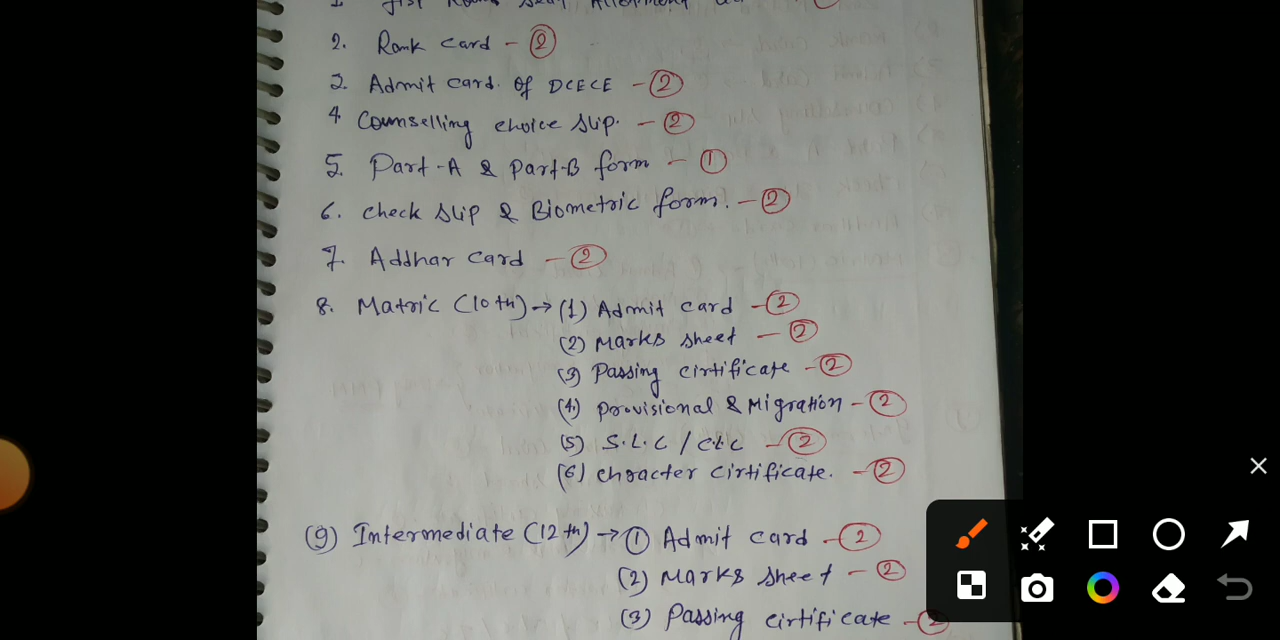 2. Rank card - 2
3. Admit card. Of DCECE - 2
4 Counselling choice slip. - 2
5. Part-A & Part-B form - 1
6. check slip & Biometric form. - 2
7. Addhar card - 2
8. Matric (10th) → (1) Admit card - 2
(2) Marks sheet - 2
(3) Passing cirtificate - 2
(4) Provisional & Migration - 2
(5) S.L.C / CLC - 2
(6) choracter cirtificate. - 2
(9) Intermediate (12th) → 1 Admit card - 2
(2) Marks sheet - 2
(3) Passing cirtificate - 2